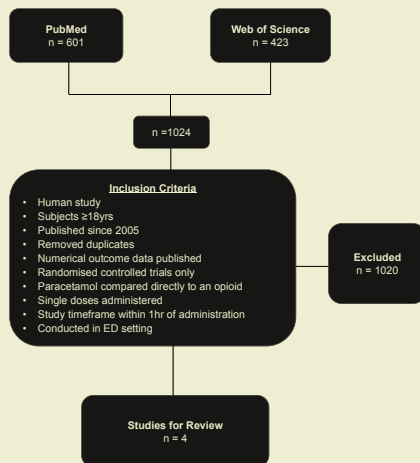 PubMed
n = 601
Web of Science
n = 423
n =1024
Inclusion Criteria
• Human study
• Subjects ≥18yrs
• Published since 2005
• Removed duplicates
• Numerical outcome data published
• Randomised controlled trials only
• Paracetamol compared directly to an opioid
• Single doses administered
• Study timeframe within 1hr of administration
• Conducted in ED setting
Excluded
n = 1020
Studies for Review
n = 4